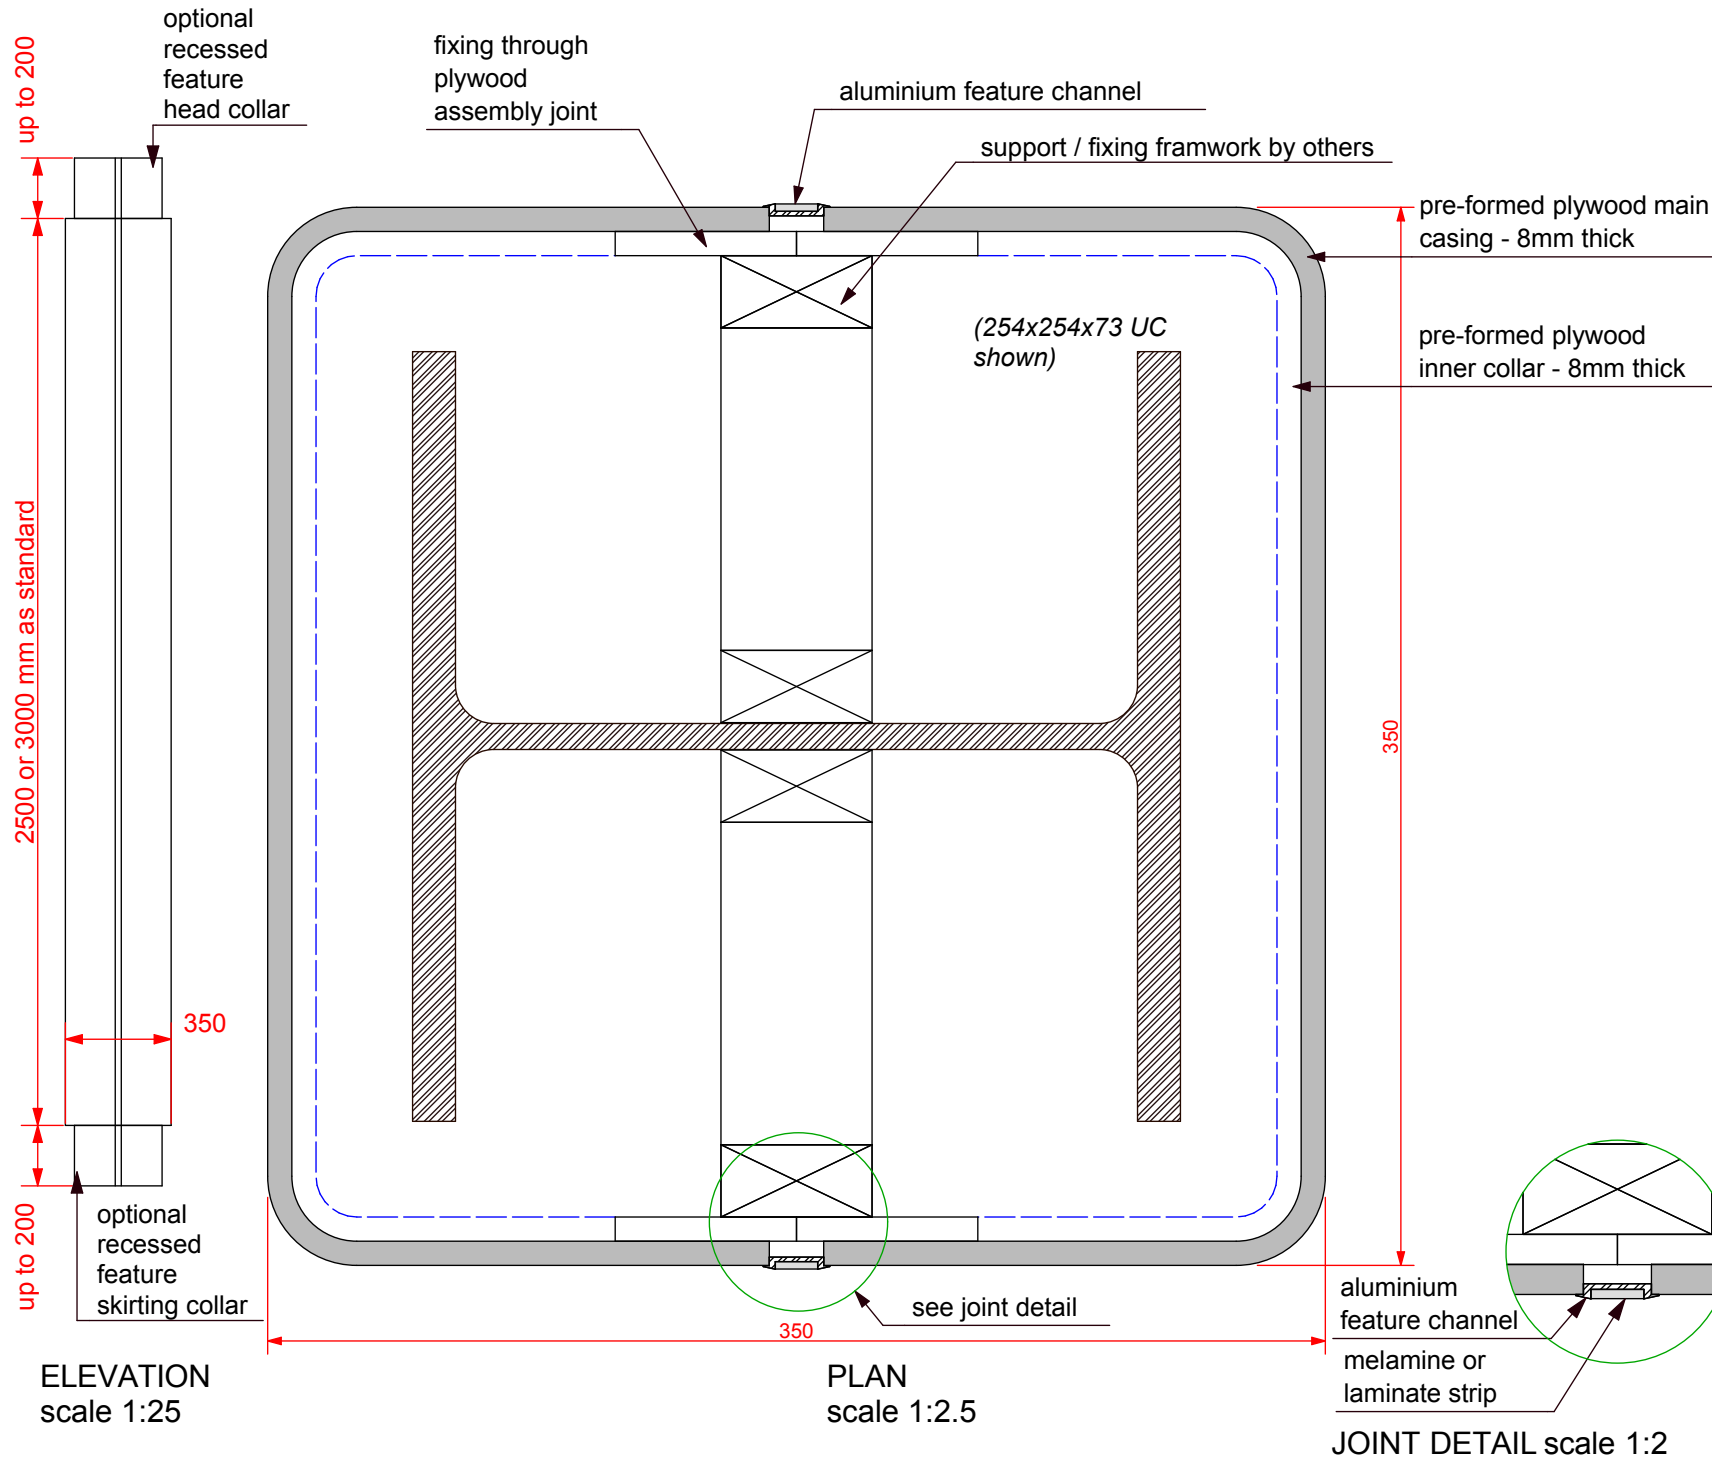 optional
recessed
feature
head collar
up to 200
2500 or 3000 mm as standard
350
up to 200
optional
recessed
feature
skirting collar
ELEVATION
scale 1:25
fixing through
plywood
assembly joint
aluminium feature channel
support / fixing framwork by others
(254x254x73 UC
shown)
pre-formed plywood main
casing - 8mm thick
pre-formed plywood
inner collar - 8mm thick
350
see joint detail
350
PLAN
scale 1:2.5
aluminium
feature channel
melamine or
laminate strip
JOINT DETAIL scale 1:2